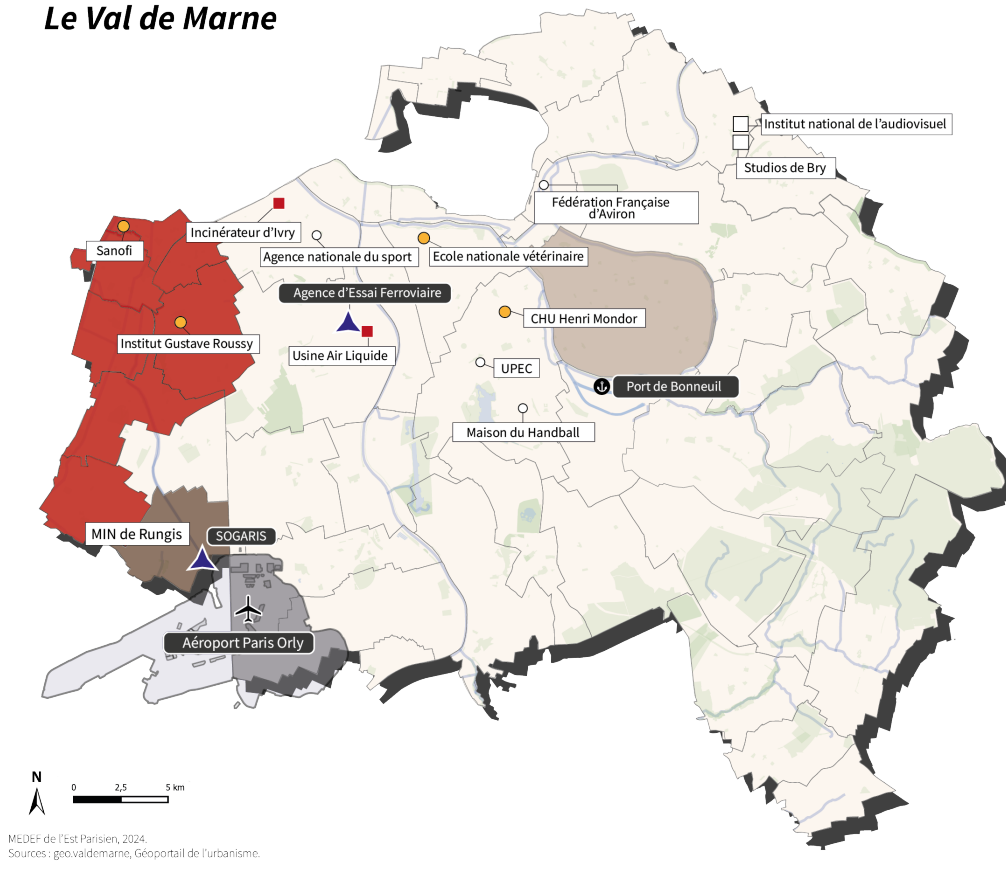 Le Val de Marne
Institut national de l'audiovisuel
Studios de Bry
Fédération Française
d'Aviron
Incinérateur d'Ivry
Sanofi
Agence nationale du sport
Ecole nationale vétérinaire
Agence d'Essai Ferroviaire
CHU Henri Mondor
Institut Gustave Roussy
Usine Air Liquide
UPEC
Port de Bonneuil
Maison du Handball
MIN de Rungis
SOGARIS
Aéroport Paris Orly
N
0 2,5 5 km
MEDEF de l'Est Parisien, 2024.
Sources : geo.valdemarne, Géoportail de l'urbanisme.